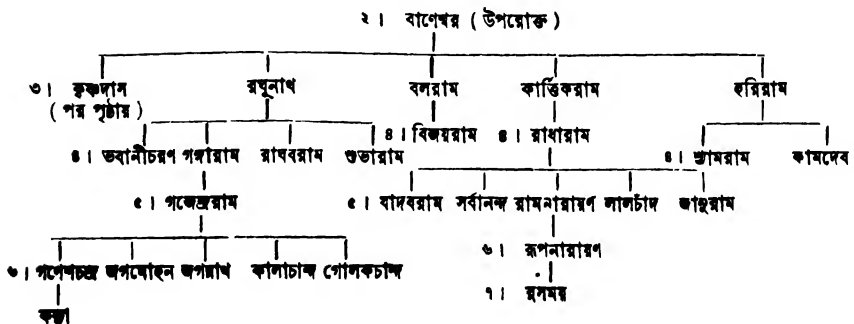 ২। বাণেশ্বর (উপরোক্ত)
৩। কৃষ্ণদাস রঘুনাথ বলরাম কার্ত্তিকরাম হরিরাম
(পর পৃষ্ঠায়)
৪। ভবানীচরণ গঙ্গারাম রাঘবরাম শুভারাম ৪। বিজয়রাম ৪। রাধারাম ৪। শ্যামরাম কামদেব
৫। গজেন্দ্ররাম ৫। যাদবরাম সর্বানন্দ রামনারায়ণ লালচাঁদ
৬। রূপনারায়ণ
৬। গণেশচন্দ্র জগমোহন জগন্নাথ কালাচান্দ গোলকচান্দ
৭। রসময়
কন্যা